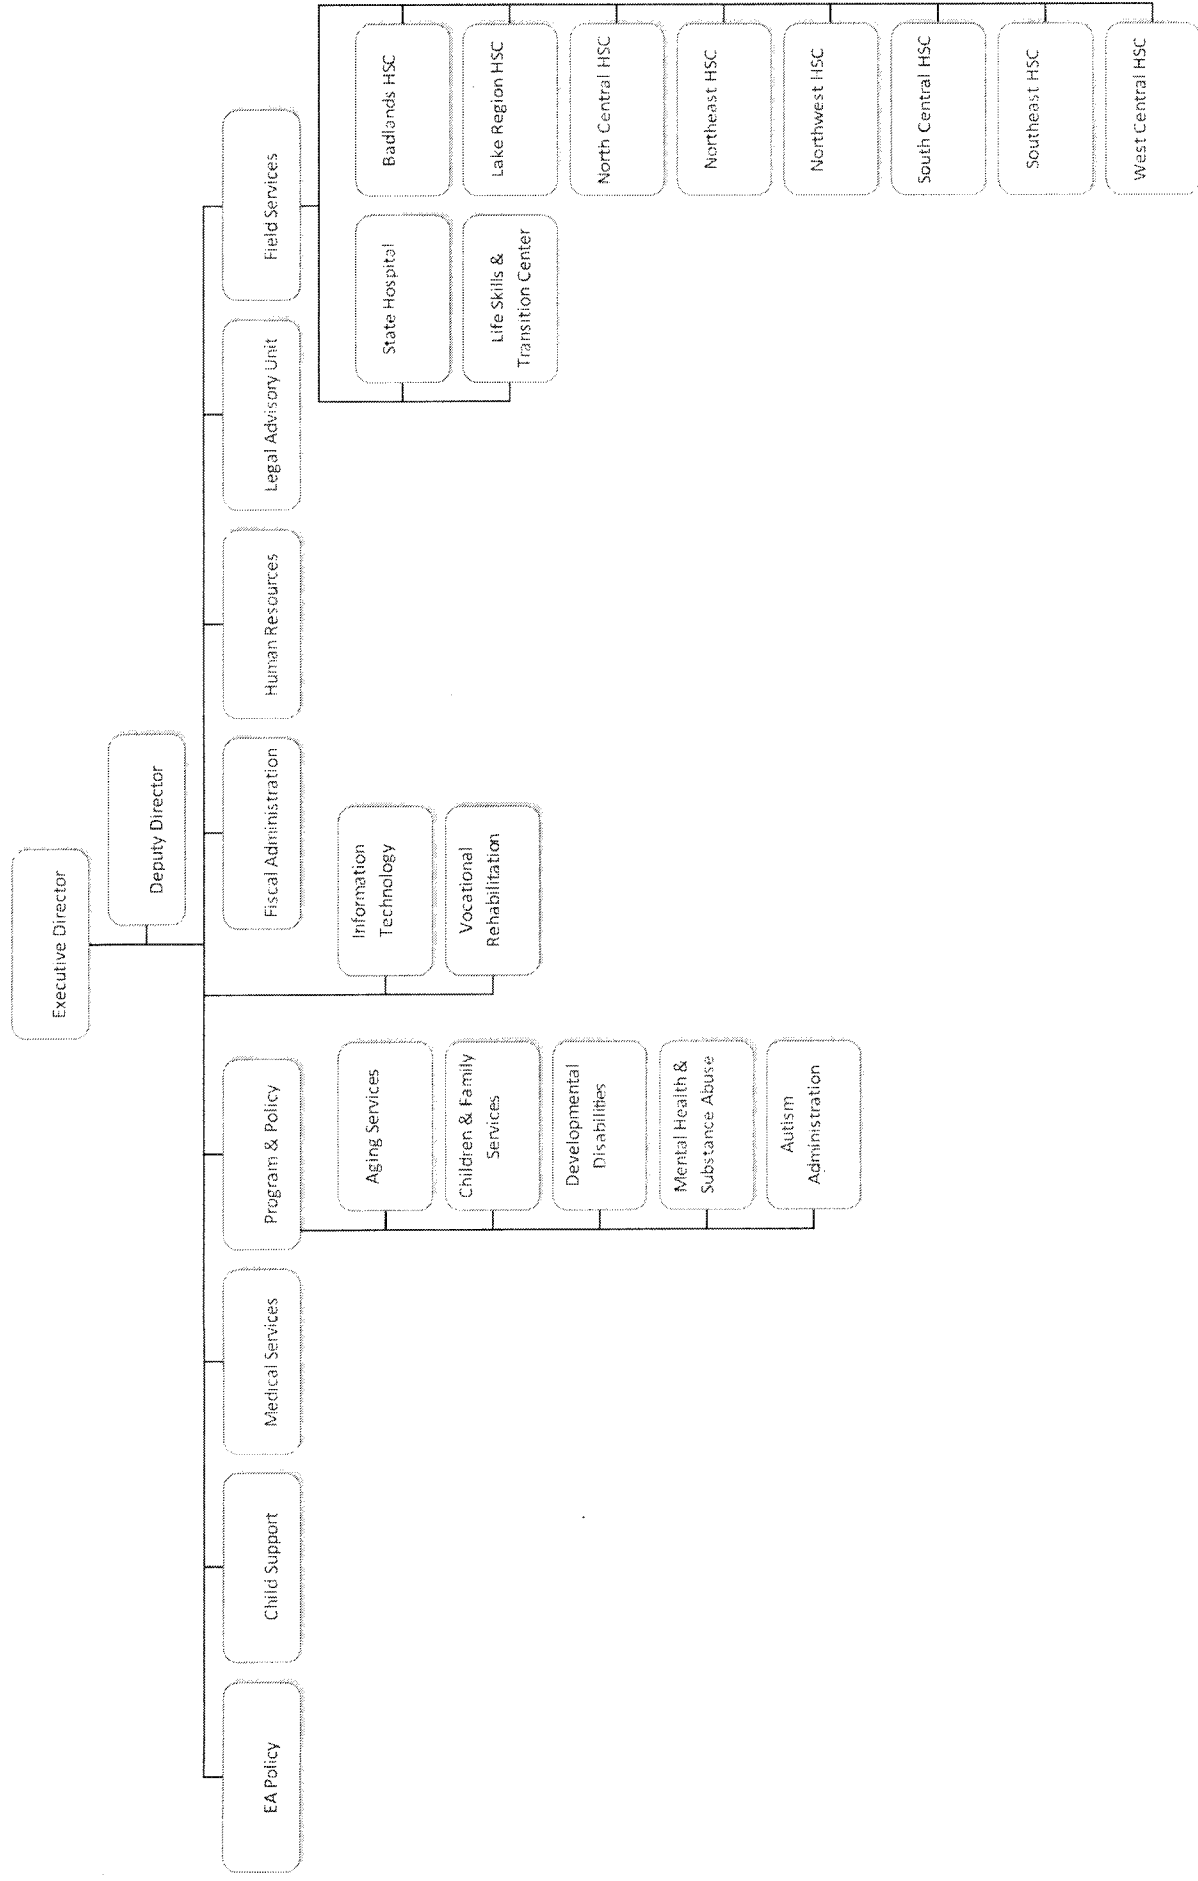 Executive Director
Deputy Director
EA Policy
Child Support
Medical Services
Program & Policy
Fiscal Administration
Human Resources
Legal Advisory Unit
Field Services
Aging Services
Children & Family
Services
Developmental
Disabilities
Mental Health &
Substance Abuse
Autism
Administration
Information
Technology
Vocational
Rehabilitation
State Hospital
Life Skills &
Transition Center
Badlands HSC
Lake Region HSC
North Central HSC
Northeast HSC
Northwest HSC
South Central HSC
Southeast HSC
West Central HSC